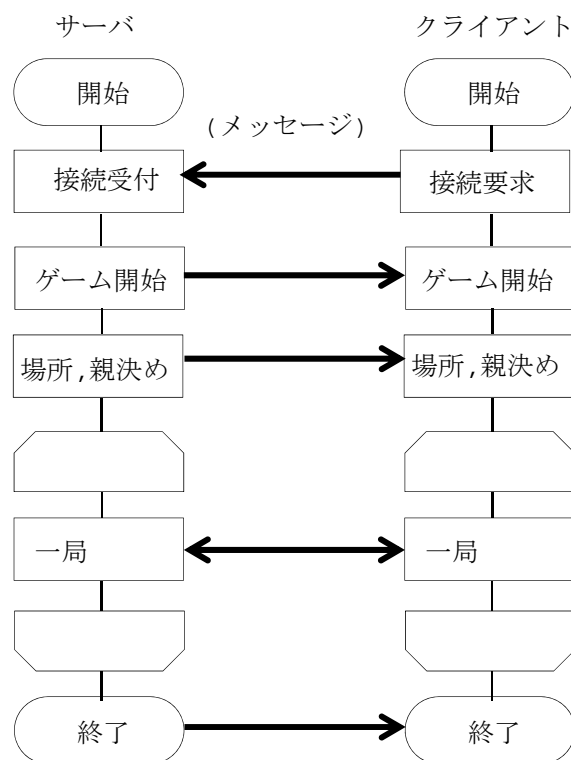 サーバ
クライアント
開始
開始
(メッセージ)
接続受付
接続要求
ゲーム開始
ゲーム開始
場所,親決め
場所,親決め
一局
一局
終了
終了